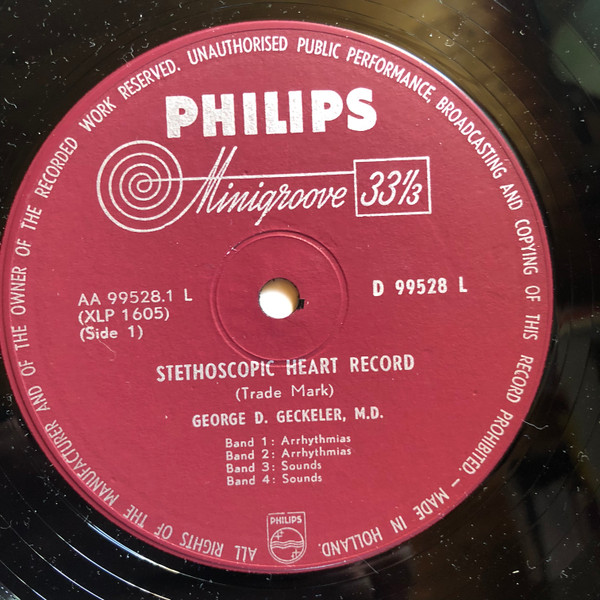 ALL RIGHTS OF THE MANUFACTURER AND OF THE OWNER OF THE RECORDED WORK RESERVED. UNAUTHORISED PUBLIC PERFORMANCE, BROADCASTING AND COPYING OF THIS RECORD PROHIBITED. – MADE IN HOLLAND.
PHILIPS
Minigroove 33 1/3
AA 99528.1 L
(XLP 1605)
(Side 1)
D 99528 L
STETHOSCOPIC HEART RECORD
(Trade Mark)
GEORGE D. GECKELER, M.D.
Band 1: Arrhythmias
Band 2: Arrhythmias
Band 3: Sounds
Band 4: Sounds
PHILIPS